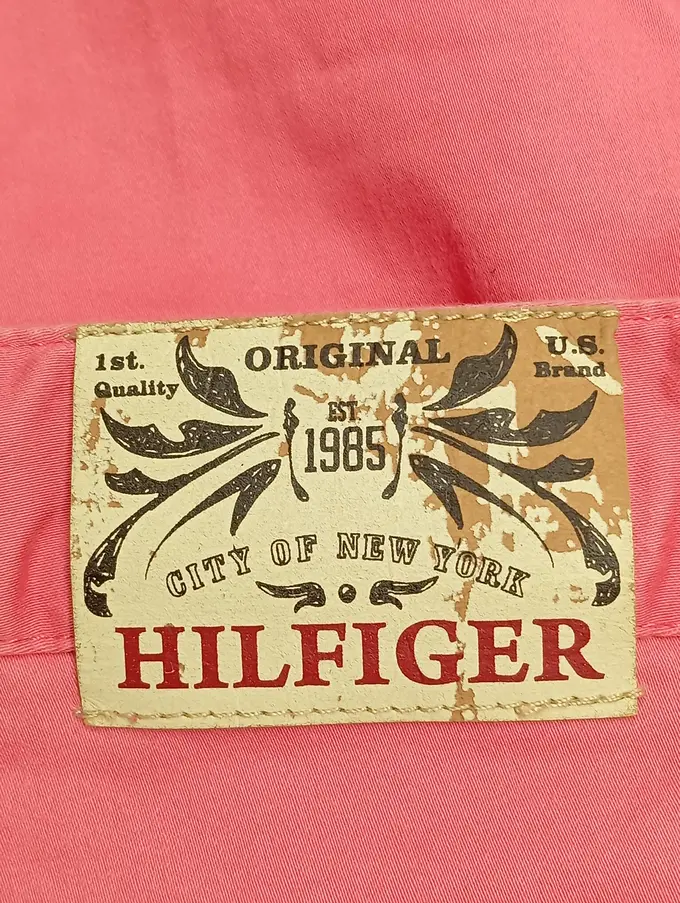 1st.
Quality
ORIGINAL
U.S.
Brand
EST.
1985
CITY OF NEW YORK
HILFIGER